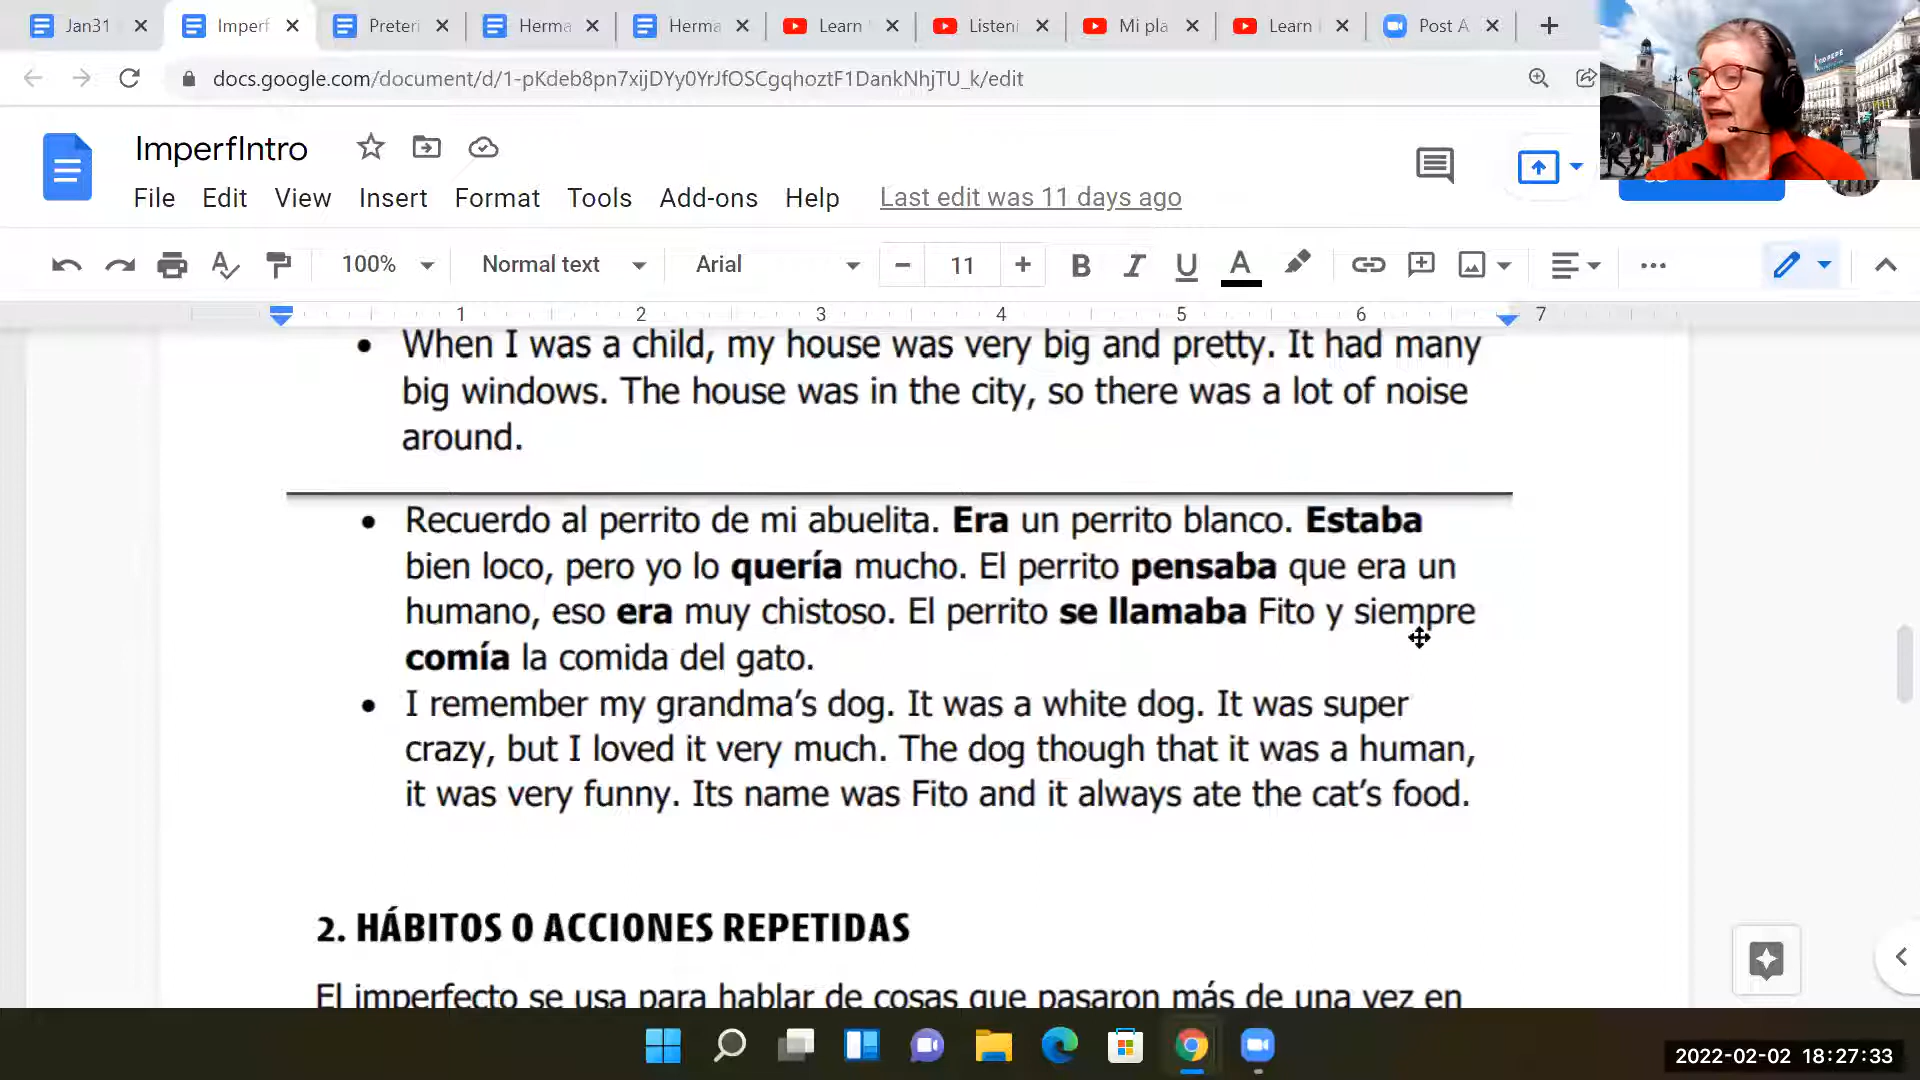 Jan31
Imperf
Preteri
Herma
Herma
Learn
Listeni
Mi pla
Learn
Post A
docs.google.com/document/d/1-pKdeb8pn7xijDYy0YrJfOSCgqhoztF1DankNhjTU_k/edit
ImperfIntro
File Edit View Insert Format Tools Add-ons Help Last edit was 11 days ago
100% Normal text Arial 11 B I U A
1 2 3 4 5 6 7
When I was a child, my house was very big and pretty. It had many
big windows. The house was in the city, so there was a lot of noise
around.
Recuerdo al perrito de mi abuelita. Era un perrito blanco. Estaba
bien loco, pero yo lo quería mucho. El perrito pensaba que era un
humano, eso era muy chistoso. El perrito se llamaba Fito y siempre
comía la comida del gato.
I remember my grandma’s dog. It was a white dog. It was super
crazy, but I loved it very much. The dog though that it was a human,
it was very funny. Its name was Fito and it always ate the cat’s food.
2. HÁBITOS O ACCIONES REPETIDAS
El imperfecto se usa para hablar de cosas que pasaron más de una vez en
2022-02-02 18:27:33